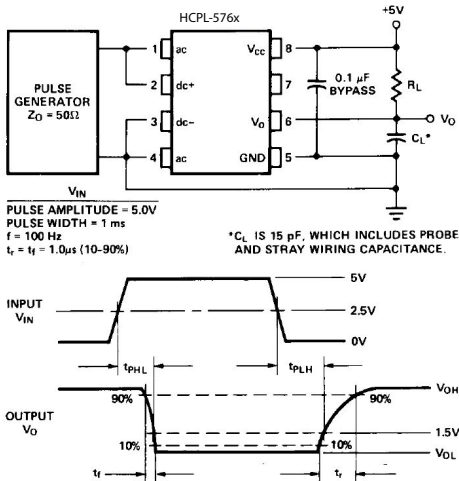 HCPL-576x
+5V
PULSE
GENERATOR
Z₀ = 50Ω
1 ac
2 dc+
3 dc–
4 ac
V_CC 8
7
V_O 6
GND 5
0.1 μF
BYPASS
R_L
V_O
C_L*
V_IN
PULSE AMPLITUDE = 5.0V
PULSE WIDTH = 1 ms
f = 100 Hz
t_r = t_f = 1.0μs (10-90%)
*C_L IS 15 pF, WHICH INCLUDES PROBE
AND STRAY WIRING CAPACITANCE.
INPUT
V_IN
5V
2.5V
0V
t_PHL
t_PLH
OUTPUT
V_O
90%
90%
V_OH
1.5V
10%
10%
V_OL
t_f
t_r